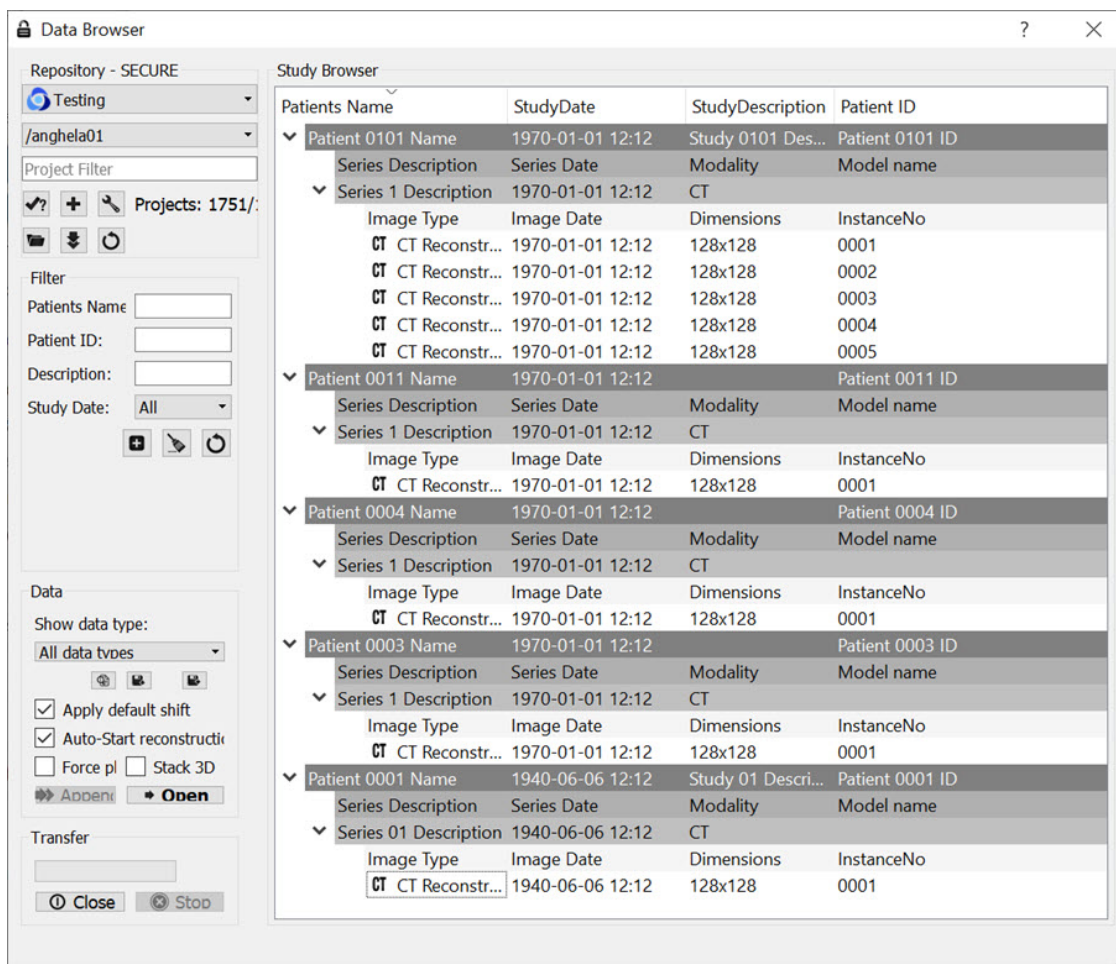 Data Browser
?
Repository - SECURE
Testing
/anghela01
Project Filter
Projects: 1751/
Filter
Patients Name
Patient ID:
Description:
Study Date: All
Data
Show data type:
All data types
Apply default shift
Auto-Start reconstructi
Force pl Stack 3D
Append Open
Transfer
Close Stop
Study Browser
Patients Name StudyDate StudyDescription Patient ID
Patient 0101 Name 1970-01-01 12:12 Study 0101 Des... Patient 0101 ID
Series Description Series Date Modality Model name
Series 1 Description 1970-01-01 12:12 CT
Image Type Image Date Dimensions InstanceNo
CT CT Reconstr... 1970-01-01 12:12 128x128 0001
CT CT Reconstr... 1970-01-01 12:12 128x128 0002
CT CT Reconstr... 1970-01-01 12:12 128x128 0003
CT CT Reconstr... 1970-01-01 12:12 128x128 0004
CT CT Reconstr... 1970-01-01 12:12 128x128 0005
Patient 0011 Name 1970-01-01 12:12 Patient 0011 ID
Series Description Series Date Modality Model name
Series 1 Description 1970-01-01 12:12 CT
Image Type Image Date Dimensions InstanceNo
CT CT Reconstr... 1970-01-01 12:12 128x128 0001
Patient 0004 Name 1970-01-01 12:12 Patient 0004 ID
Series Description Series Date Modality Model name
Series 1 Description 1970-01-01 12:12 CT
Image Type Image Date Dimensions InstanceNo
CT CT Reconstr... 1970-01-01 12:12 128x128 0001
Patient 0003 Name 1970-01-01 12:12 Patient 0003 ID
Series Description Series Date Modality Model name
Series 1 Description 1970-01-01 12:12 CT
Image Type Image Date Dimensions InstanceNo
CT CT Reconstr... 1970-01-01 12:12 128x128 0001
Patient 0001 Name 1940-06-06 12:12 Study 01 Descri... Patient 0001 ID
Series Description Series Date Modality Model name
Series 01 Description 1940-06-06 12:12 CT
Image Type Image Date Dimensions InstanceNo
CT CT Reconstr... 1940-06-06 12:12 128x128 0001